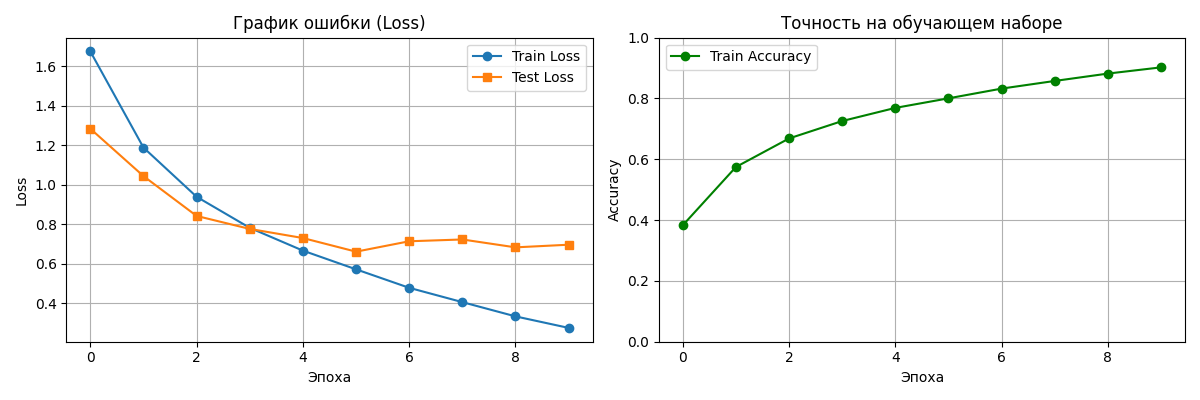 График ошибки (Loss)
Train Loss
Test Loss
1.6
1.4
1.2
1.0
0.8
0.6
0.4
Loss
0 2 4 6 8
Эпоха
Точность на обучающем наборе
Train Accuracy
1.0
0.8
0.6
0.4
0.2
0.0
Accuracy
0 2 4 6 8
Эпоха